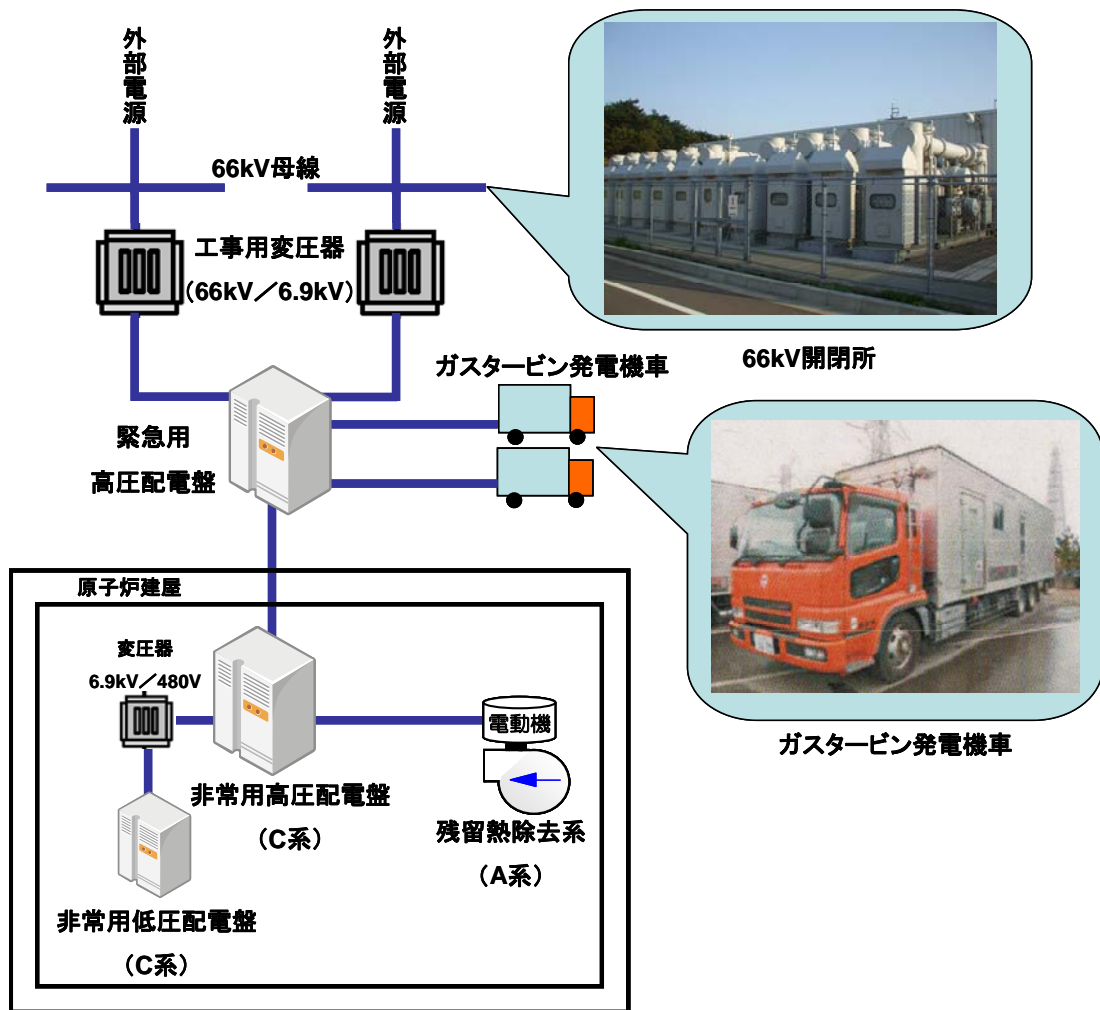 外部電源
外部電源
66kV母線
工事用変圧器
（66kV／6.9kV）
66kV開閉所
ガスタービン発電機車
緊急用
高圧配電盤
ガスタービン発電機車
原子炉建屋
変圧器
6.9kV／480V
電動機
非常用高圧配電盤
（C系）
残留熱除去系
（A系）
非常用低圧配電盤
（C系）